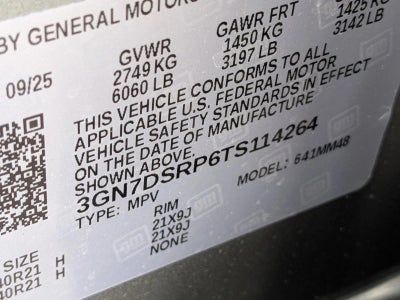 BY GENERAL MOTORS
09/25
GVWR
2749 KG
6060 LB
GAWR FRT
1450 KG
3197 LB
1425 KG
3142 LB
THIS VEHICLE CONFORMS TO ALL
APPLICABLE U.S. FEDERAL MOTOR
VEHICLE SAFETY STANDARDS IN EFFECT
ON THE DATE OF MANUFACTURE
SHOWN ABOVE.
3GN7DSRP6TS114264
TYPE: MPV
MODEL: 641MM48
SIZE
RIM
40R21 H
21X9J
40R21 H
21X9J
NONE